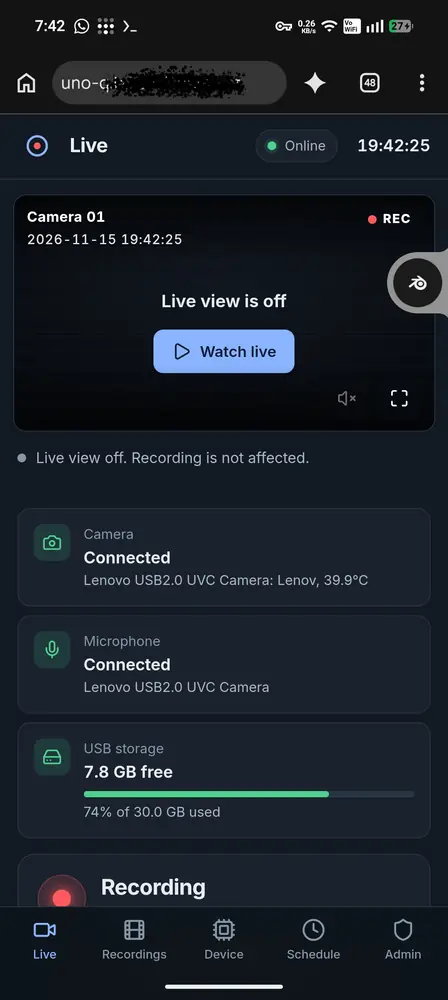 7:42
0.26
KB/s
Vo
WiFi
27
uno-q
48
Live
Online
19:42:25
Camera 01
REC
2026-11-15 19:42:25
Live view is off
Watch live
Live view off. Recording is not affected.
Camera
Connected
Lenovo USB2.0 UVC Camera: Lenov, 39.9°C
Microphone
Connected
Lenovo USB2.0 UVC Camera
USB storage
7.8 GB free
74% of 30.0 GB used
Recording
Live
Recordings
Device
Schedule
Admin